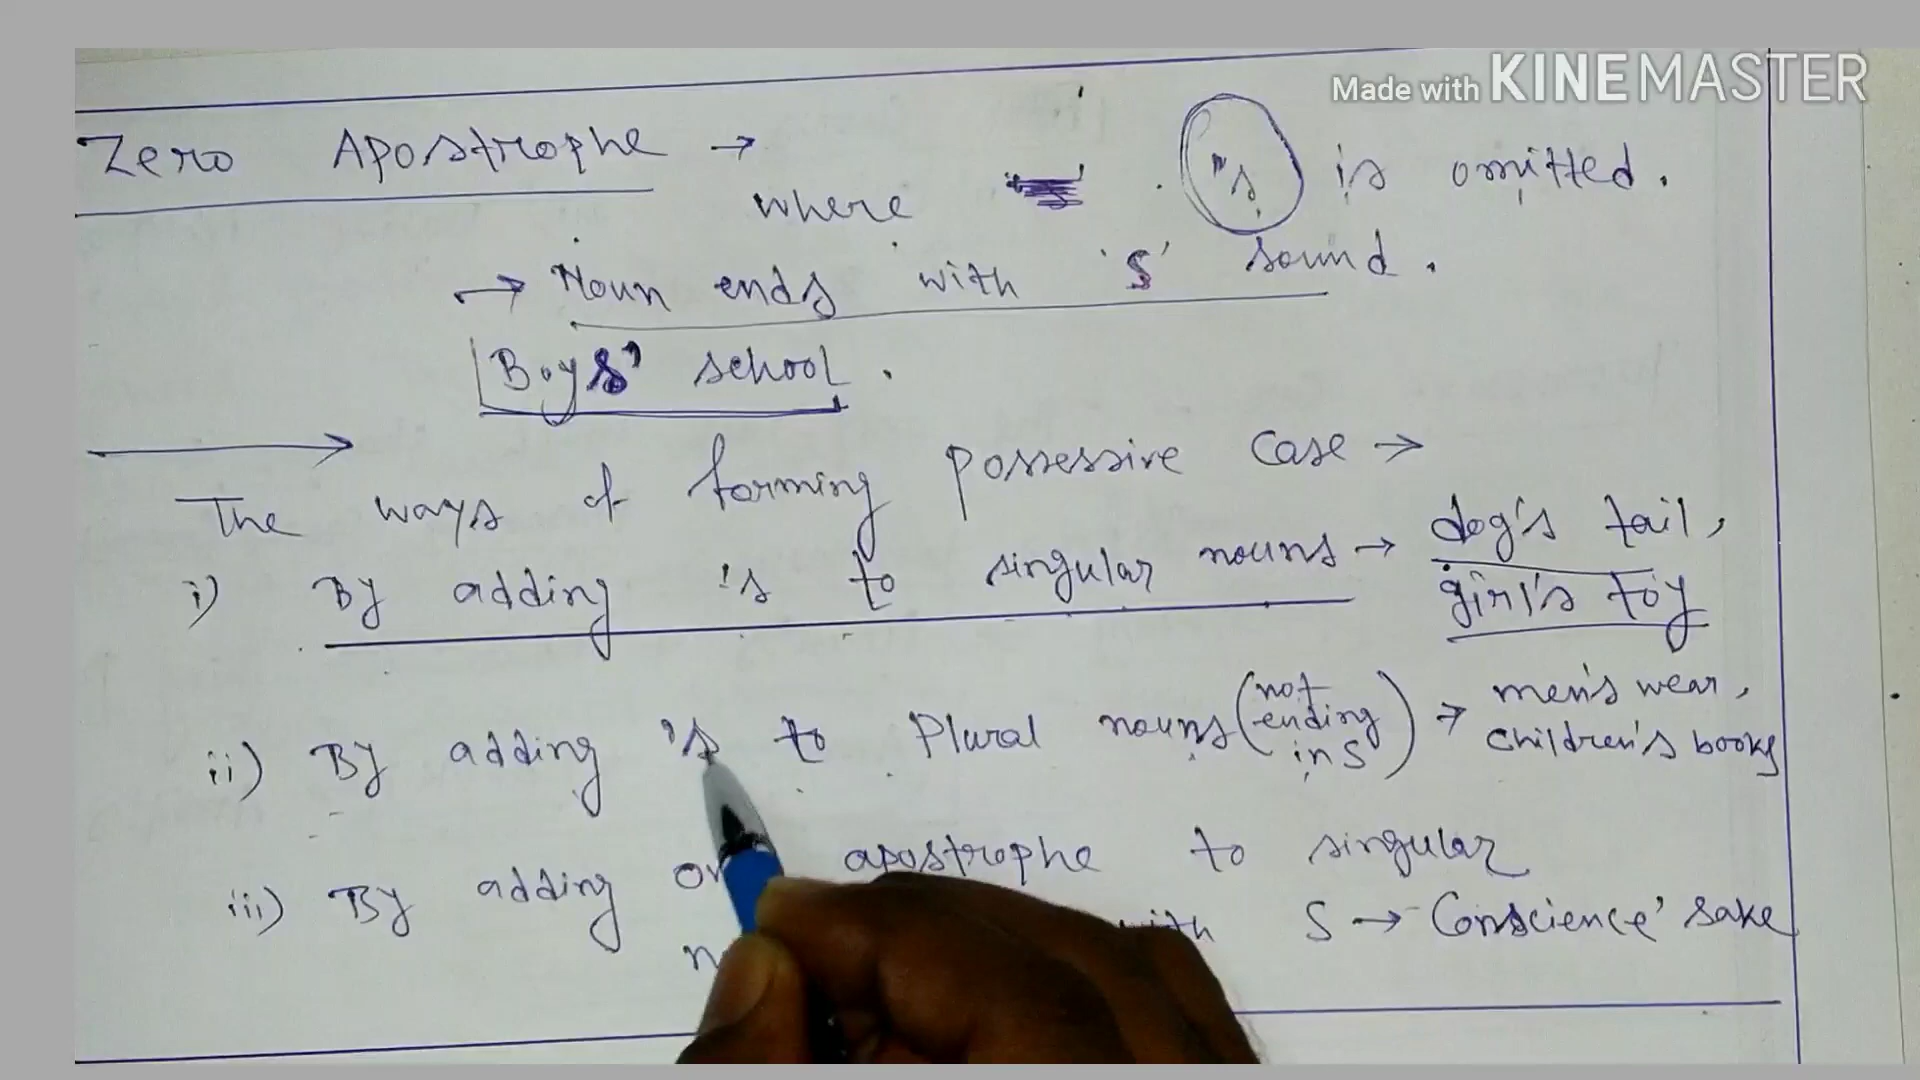 Made with KINEMASTER
Zero Apostrophe → where 's is omitted.
→ Noun ends with 's' sound.
Boys' school.
The ways of forming possessive case →
i) By adding 's to singular nouns → dog's tail,
girl's toy
ii) By adding 's to Plural nouns (not ending in S) → men's wear,
children's books
iii) By adding apostrophe to singular
with S → Conscience' sake